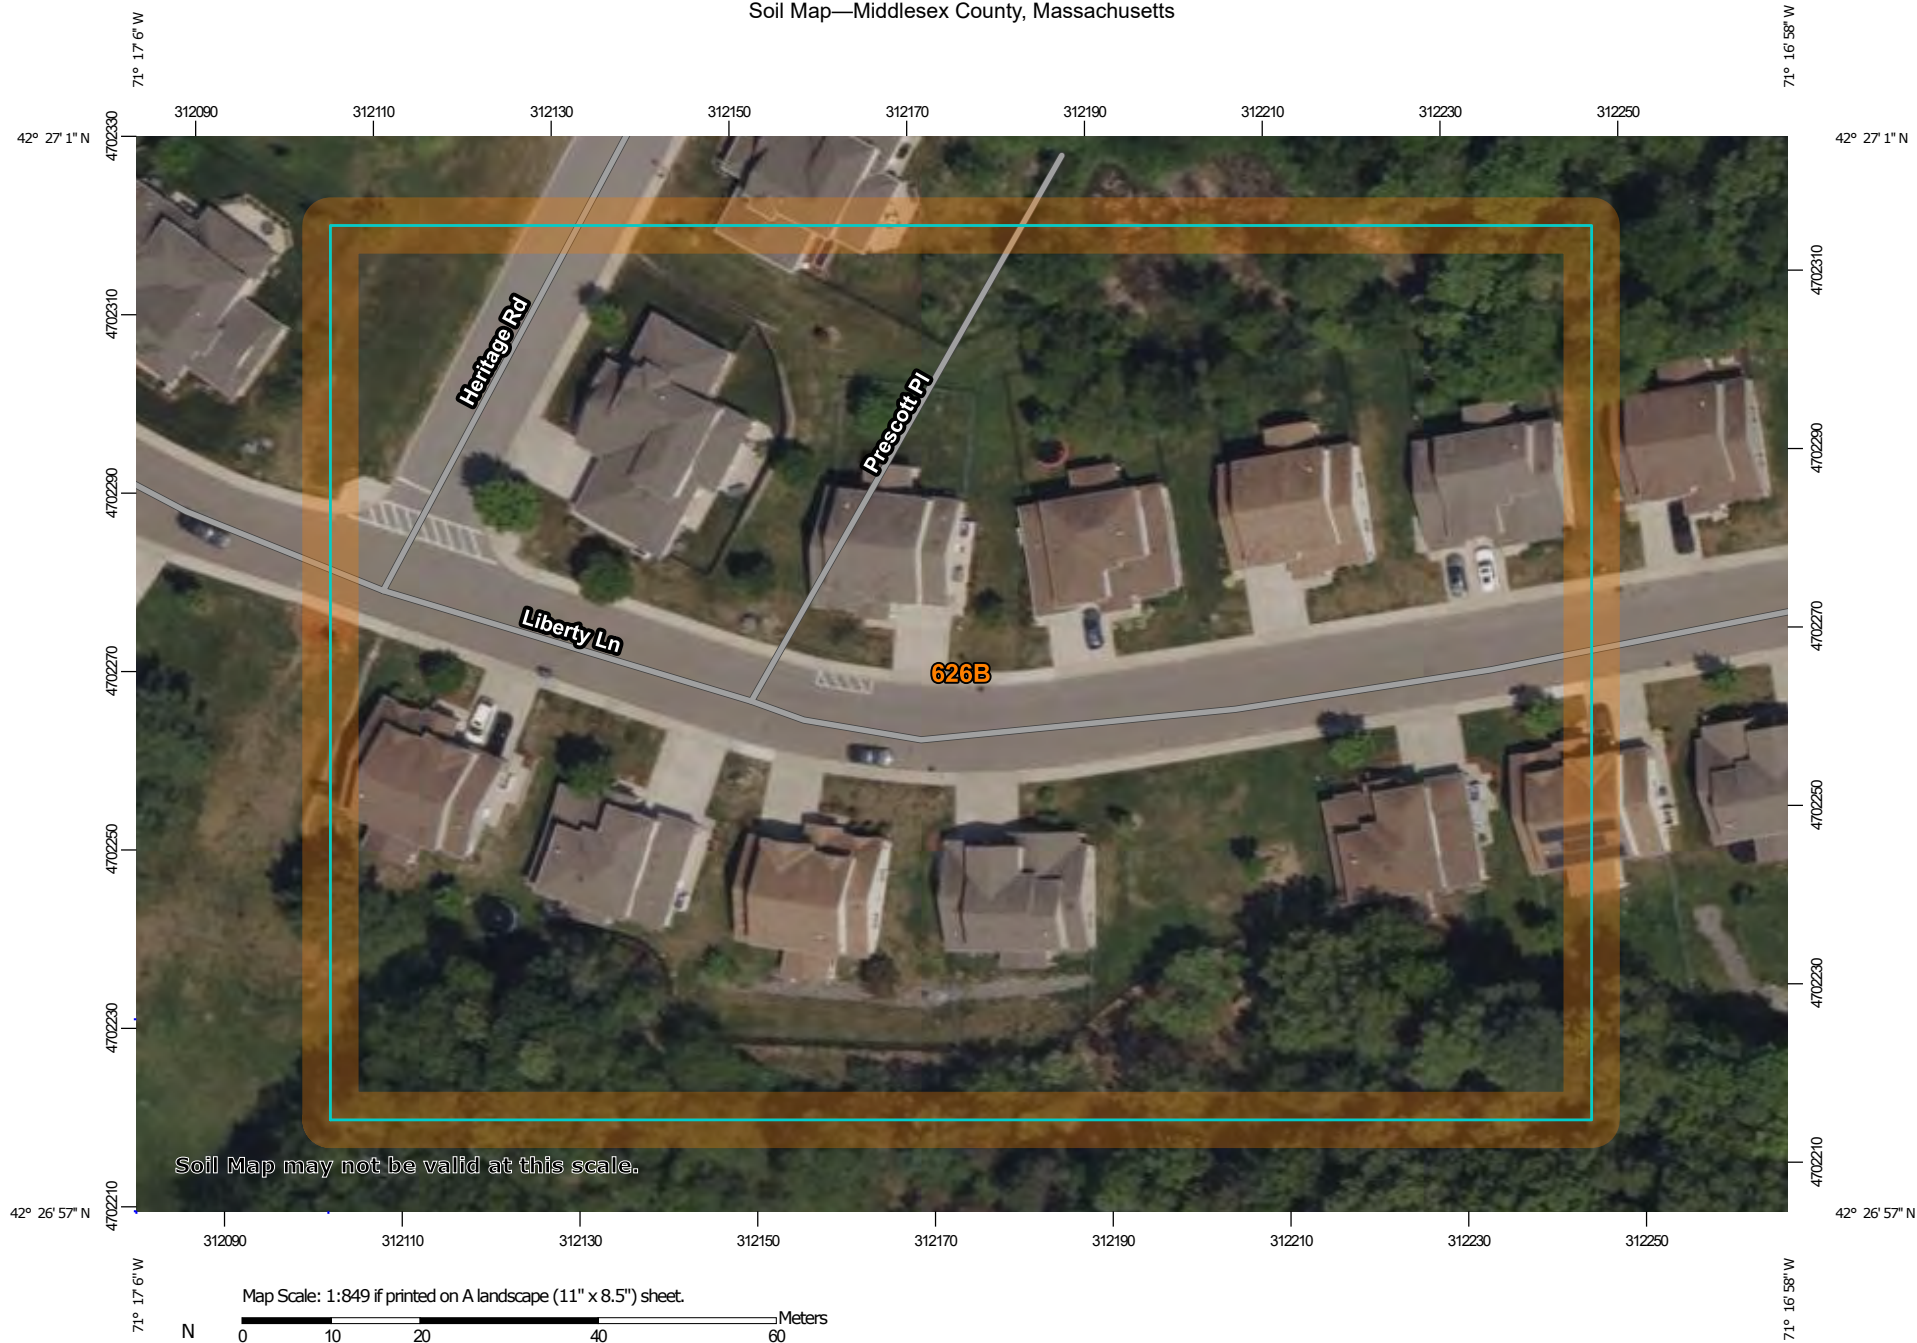 Soil Map—Middlesex County, Massachusetts
71° 17' 6'' W
71° 16' 58'' W
312090 312110 312130 312150 312170 312190 312210 312230 312250
42° 27' 1'' N
42° 27' 1'' N
4702330
4702310
4702310
4702290
4702290
4702270
4702270
4702250
4702250
4702230
4702230
4702210
4702210
Heritage Rd
Prescott Pl
Liberty Ln
626B
Soil Map may not be valid at this scale.
42° 26' 57'' N
42° 26' 57'' N
312090 312110 312130 312150 312170 312190 312210 312230 312250
71° 17' 6'' W
71° 16' 58'' W
Map Scale: 1:849 if printed on A landscape (11" x 8.5") sheet.
Meters
N
0 10 20 40 60